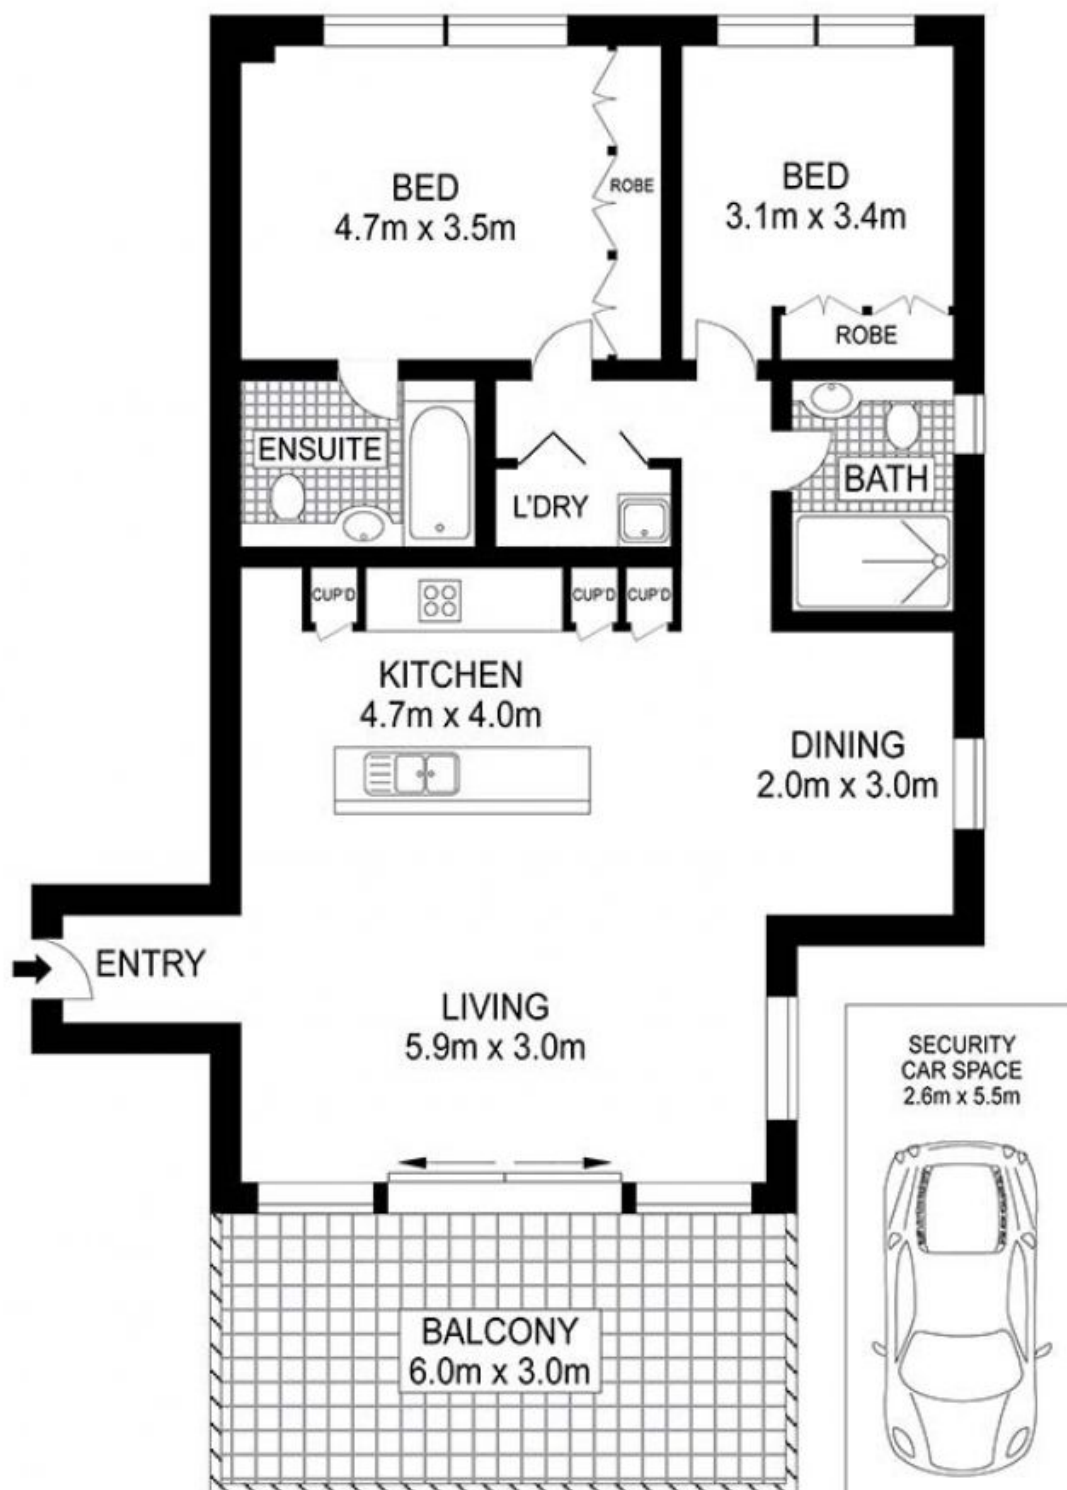 BED
4.7m x 3.5m
ROBE
BED
3.1m x 3.4m
ROBE
ENSUITE
L'DRY
BATH
CUP'D
CUP'D
CUP'D
KITCHEN
4.7m x 4.0m
DINING
2.0m x 3.0m
ENTRY
LIVING
5.9m x 3.0m
SECURITY
CAR SPACE
2.6m x 5.5m
BALCONY
6.0m x 3.0m